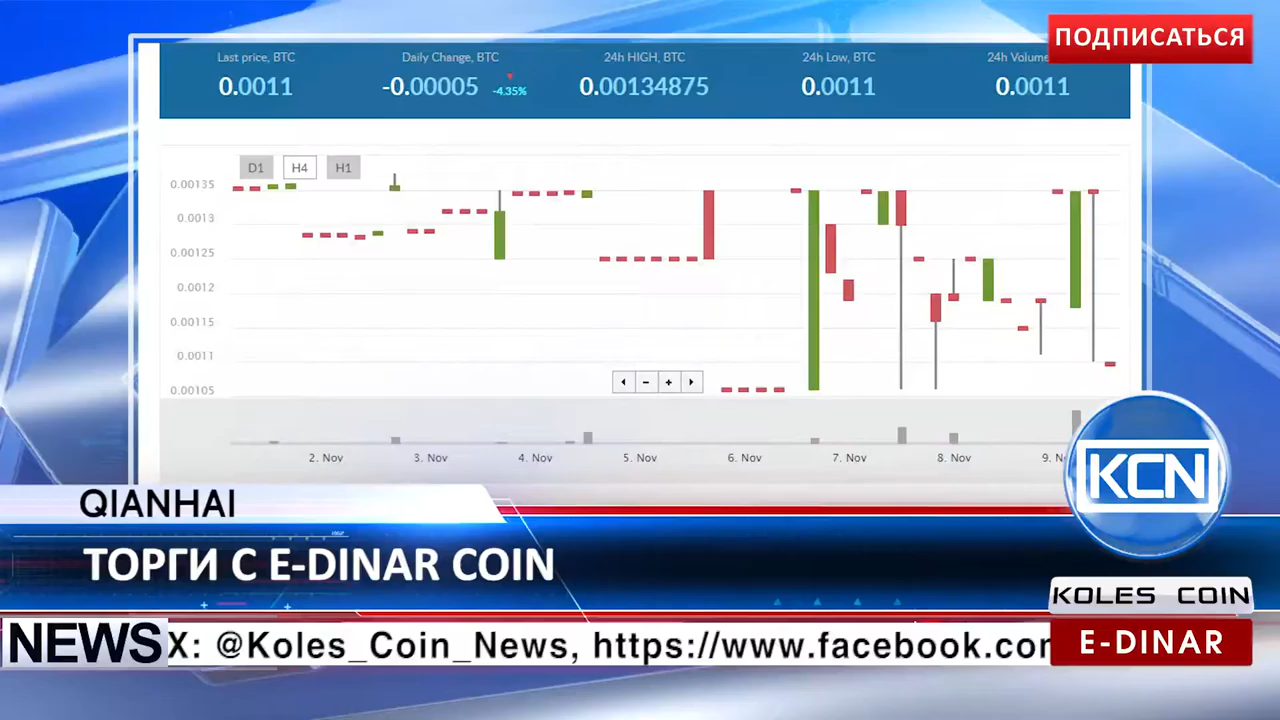 ПОДПИСАТЬСЯ
Last price, BTC Daily Change, BTC 24h HIGH, BTC 24h Low, BTC 24h Volume
0.0011 -0.00005 -4.35% 0.00134875 0.0011 0.0011
D1 H4 H1
0.00135
0.0013
0.00125
0.0012
0.00115
0.0011
0.00105
2. Nov 3. Nov 4. Nov 5. Nov 6. Nov 7. Nov 8. Nov 9.
KCN
QIANHAI
ТОРГИ С E-DINAR COIN
KOLES COIN
NEWS X: @Koles_Coin_News, https://www.facebook.com
E-DINAR